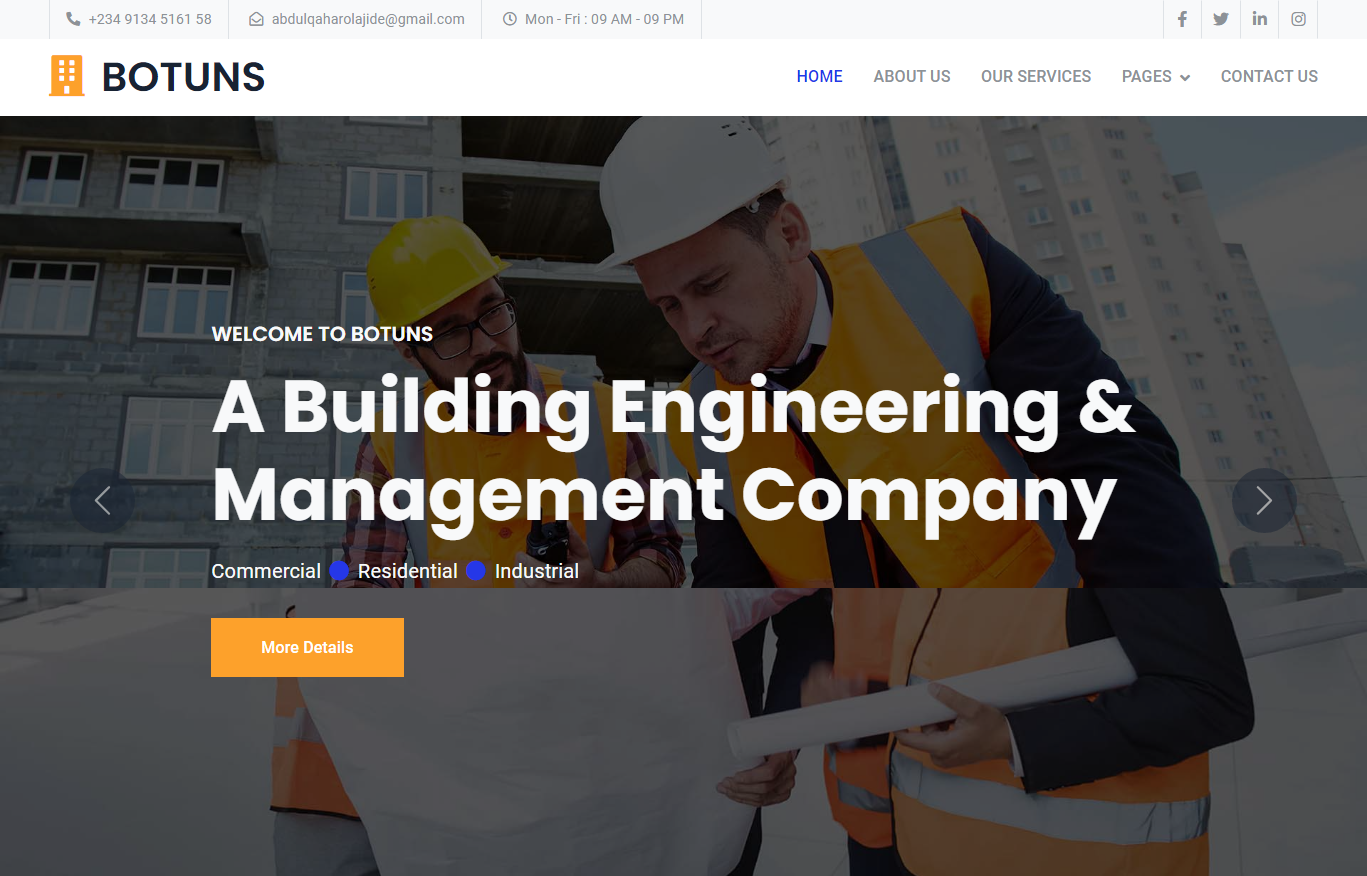 +234 9134 5161 58
abdulqaharolajide@gmail.com
Mon - Fri : 09 AM - 09 PM
BOTUNS
HOME
ABOUT US
OUR SERVICES
PAGES
CONTACT US
WELCOME TO BOTUNS
A Building Engineering &
Management Company
Commercial Residential Industrial
More Details